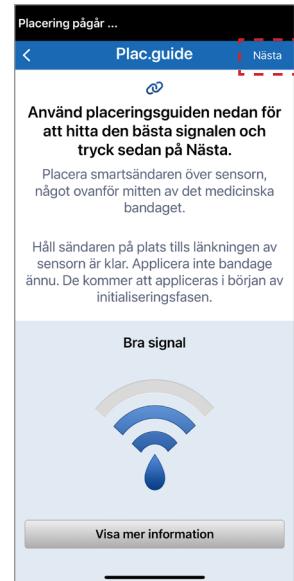 Placering pågår ...
Plac.guide
Nästa
Använd placeringsguiden nedan för
att hitta den bästa signalen och
tryck sedan på Nästa.
Placera smartsändaren över sensorn,
något ovanför mitten av det medicinska
bandaget.
Håll sändaren på plats tills länkningen av
sensorn är klar. Applicera inte bandage
ännu. De kommer att appliceras i början av
initialiseringsfasen.
Bra signal
Visa mer information